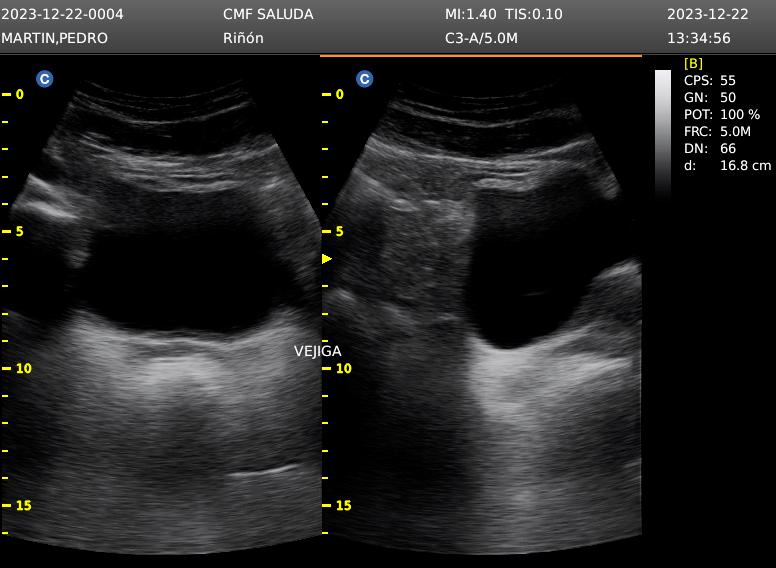 2023-12-22-0004 CMF SALUDA MI:1.40 TIS:0.10 2023-12-22
MARTIN,PEDRO Riñón C3-A/5.0M 13:34:56
C C
[B]
CPS: 55
GN: 50
POT: 100 %
FRC: 5.0M
DN: 66
d: 16.8 cm
0 0
5 5
VEJIGA
10 10
15 15